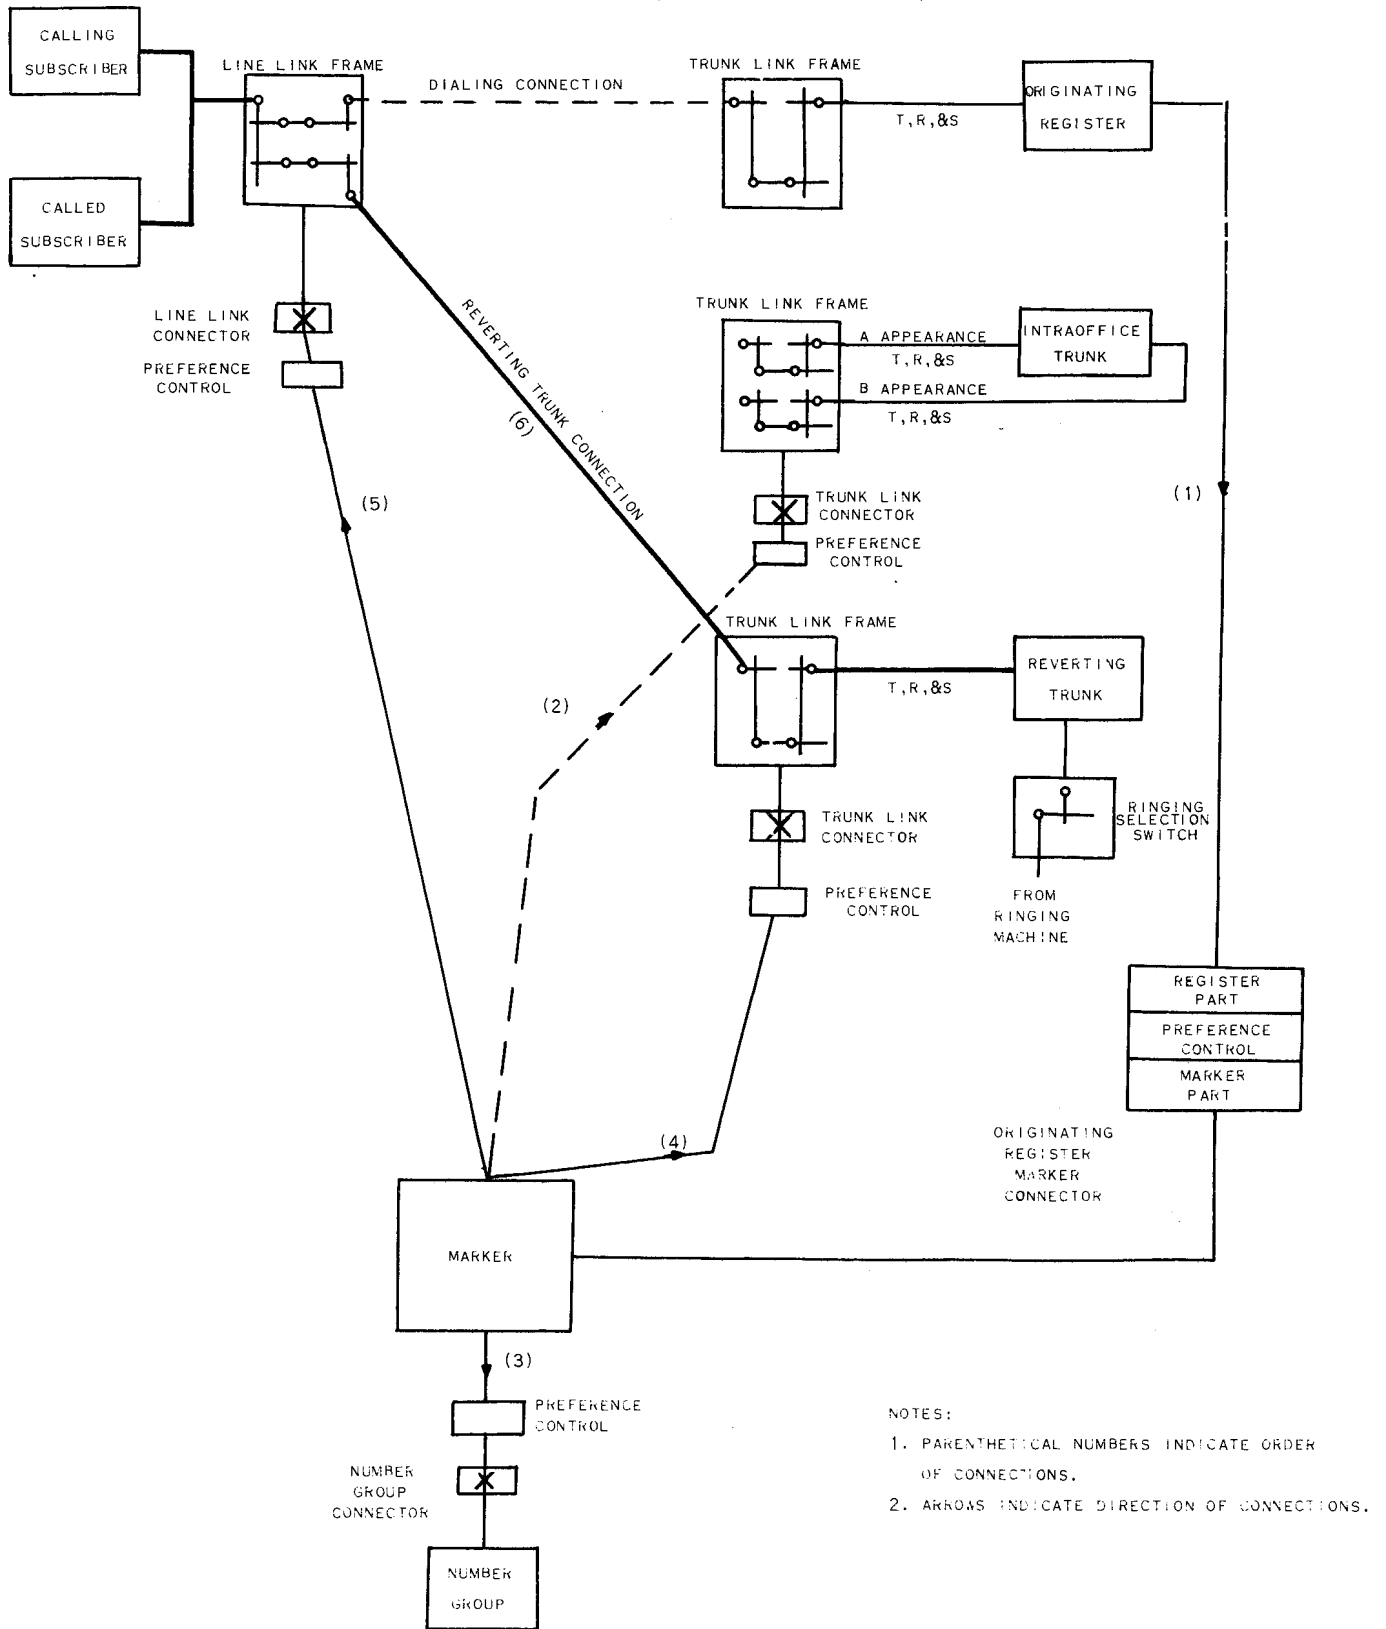 CALLING
SUBSCRIBER
LINE LINK FRAME
DIALING CONNECTION
TRUNK LINK FRAME
T,R,&S
ORIGINATING
REGISTER
CALLED
SUBSCRIBER
LINE LINK
CONNECTOR
PREFERENCE
CONTROL
REVERTING TRUNK CONNECTION
(6)
TRUNK LINK FRAME
A APPEARANCE
T,R,&S
B APPEARANCE
T,R,&S
INTRAOFFICE
TRUNK
(5)
TRUNK LINK
CONNECTOR
PREFERENCE
CONTROL
(1)
(2)
TRUNK LINK FRAME
T,R,&S
REVERTING
TRUNK
TRUNK LINK
CONNECTOR
RINGING
SELECTION
SWITCH
PREFERENCE
CONTROL
FROM
RINGING
MACHINE
REGISTER
PART
PREFERENCE
CONTROL
MARKER
PART
(4)
ORIGINATING
REGISTER
MARKER
CONNECTOR
MARKER
(3)
PREFERENCE
CONTROL
NUMBER
GROUP
CONNECTOR
NUMBER
GROUP
NOTES:
1. PARENTHETICAL NUMBERS INDICATE ORDER
OF CONNECTIONS.
2. ARROWS INDICATE DIRECTION OF CONNECTIONS.